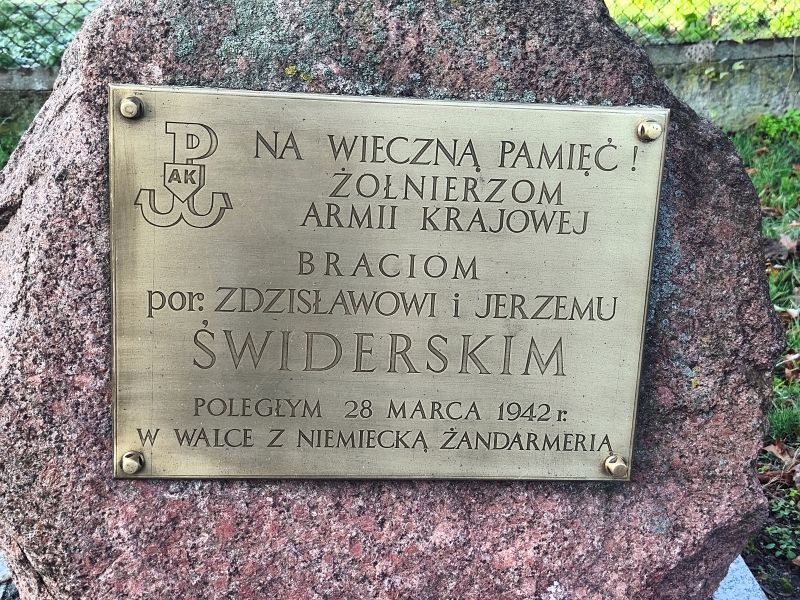 P
AK
W
NA WIECZNĄ PAMIĘĆ!
ŻOŁNIERZOM
ARMII KRAJOWEJ
BRACIOM
por. ZDZISŁAWOWI i JERZEMU
ŚWIDERSKIM
POLEGŁYM 28 MARCA 1942 r.
W WALCE Z NIEMIECKĄ ŻANDARMERIĄ